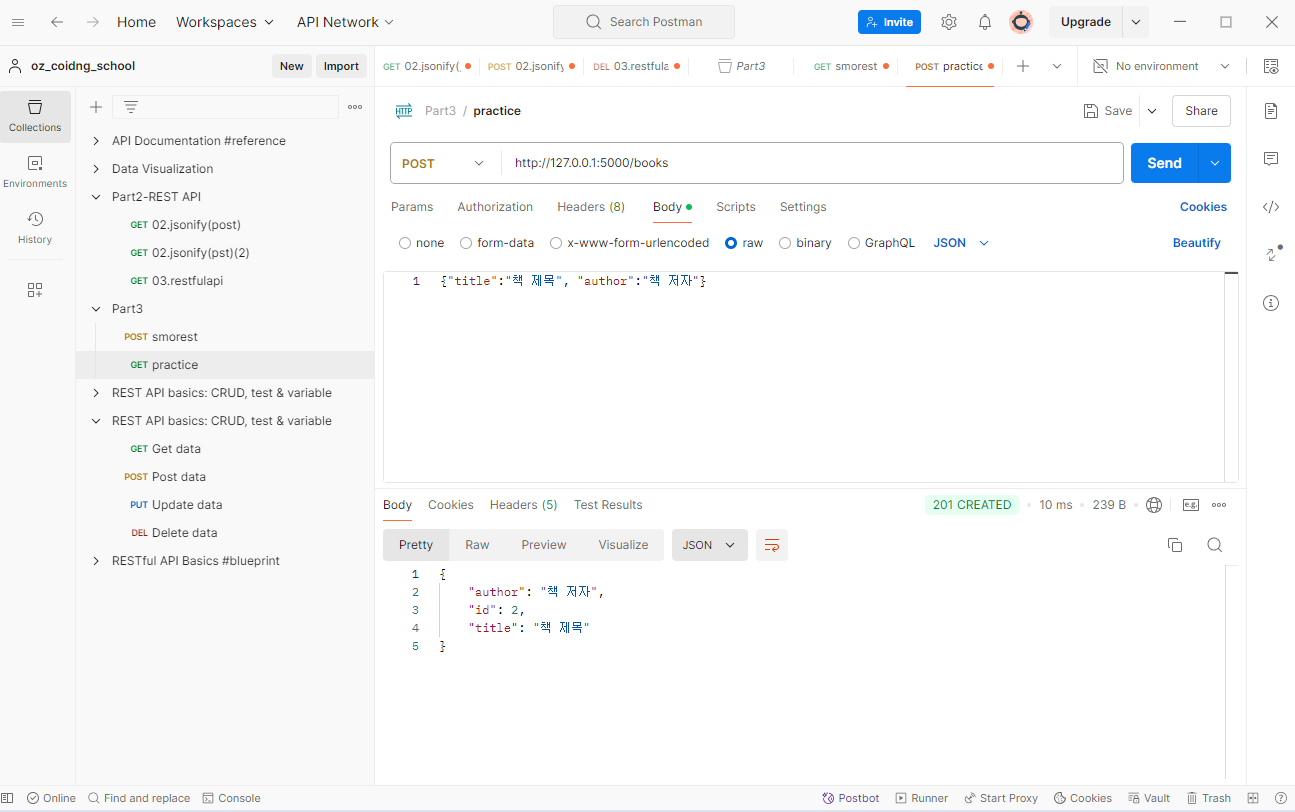 Home Workspaces API Network Search Postman Invite Upgrade
oz_coidng_school New Import GET 02.jsonify(. POST 02.jsonify DEL 03.restfula Part3 GET smorest POST practice No environment
Collections
Environments
History
API Documentation #reference
Data Visualization
Part2-REST API
GET 02.jsonify(post)
GET 02.jsonify(pst)(2)
GET 03.restfulapi
Part3
POST smorest
GET practice
REST API basics: CRUD, test & variable
REST API basics: CRUD, test & variable
GET Get data
POST Post data
PUT Update data
DEL Delete data
RESTful API Basics #blueprint
HTTP Part3 / practice Save Share
POST http://127.0.0.1:5000/books Send
Params Authorization Headers (8) Body Scripts Settings Cookies
none form-data x-www-form-urlencoded raw binary GraphQL JSON Beautify
1 {"title":"책 제목", "author":"책 저자"}
Body Cookies Headers (5) Test Results 201 CREATED 10 ms 239 B e.g.
Pretty Raw Preview Visualize JSON
1 {
2 "author": "책 저자",
3 "id": 2,
4 "title": "책 제목"
5 }
Online Find and replace Console Postbot Runner Start Proxy Cookies Vault Trash